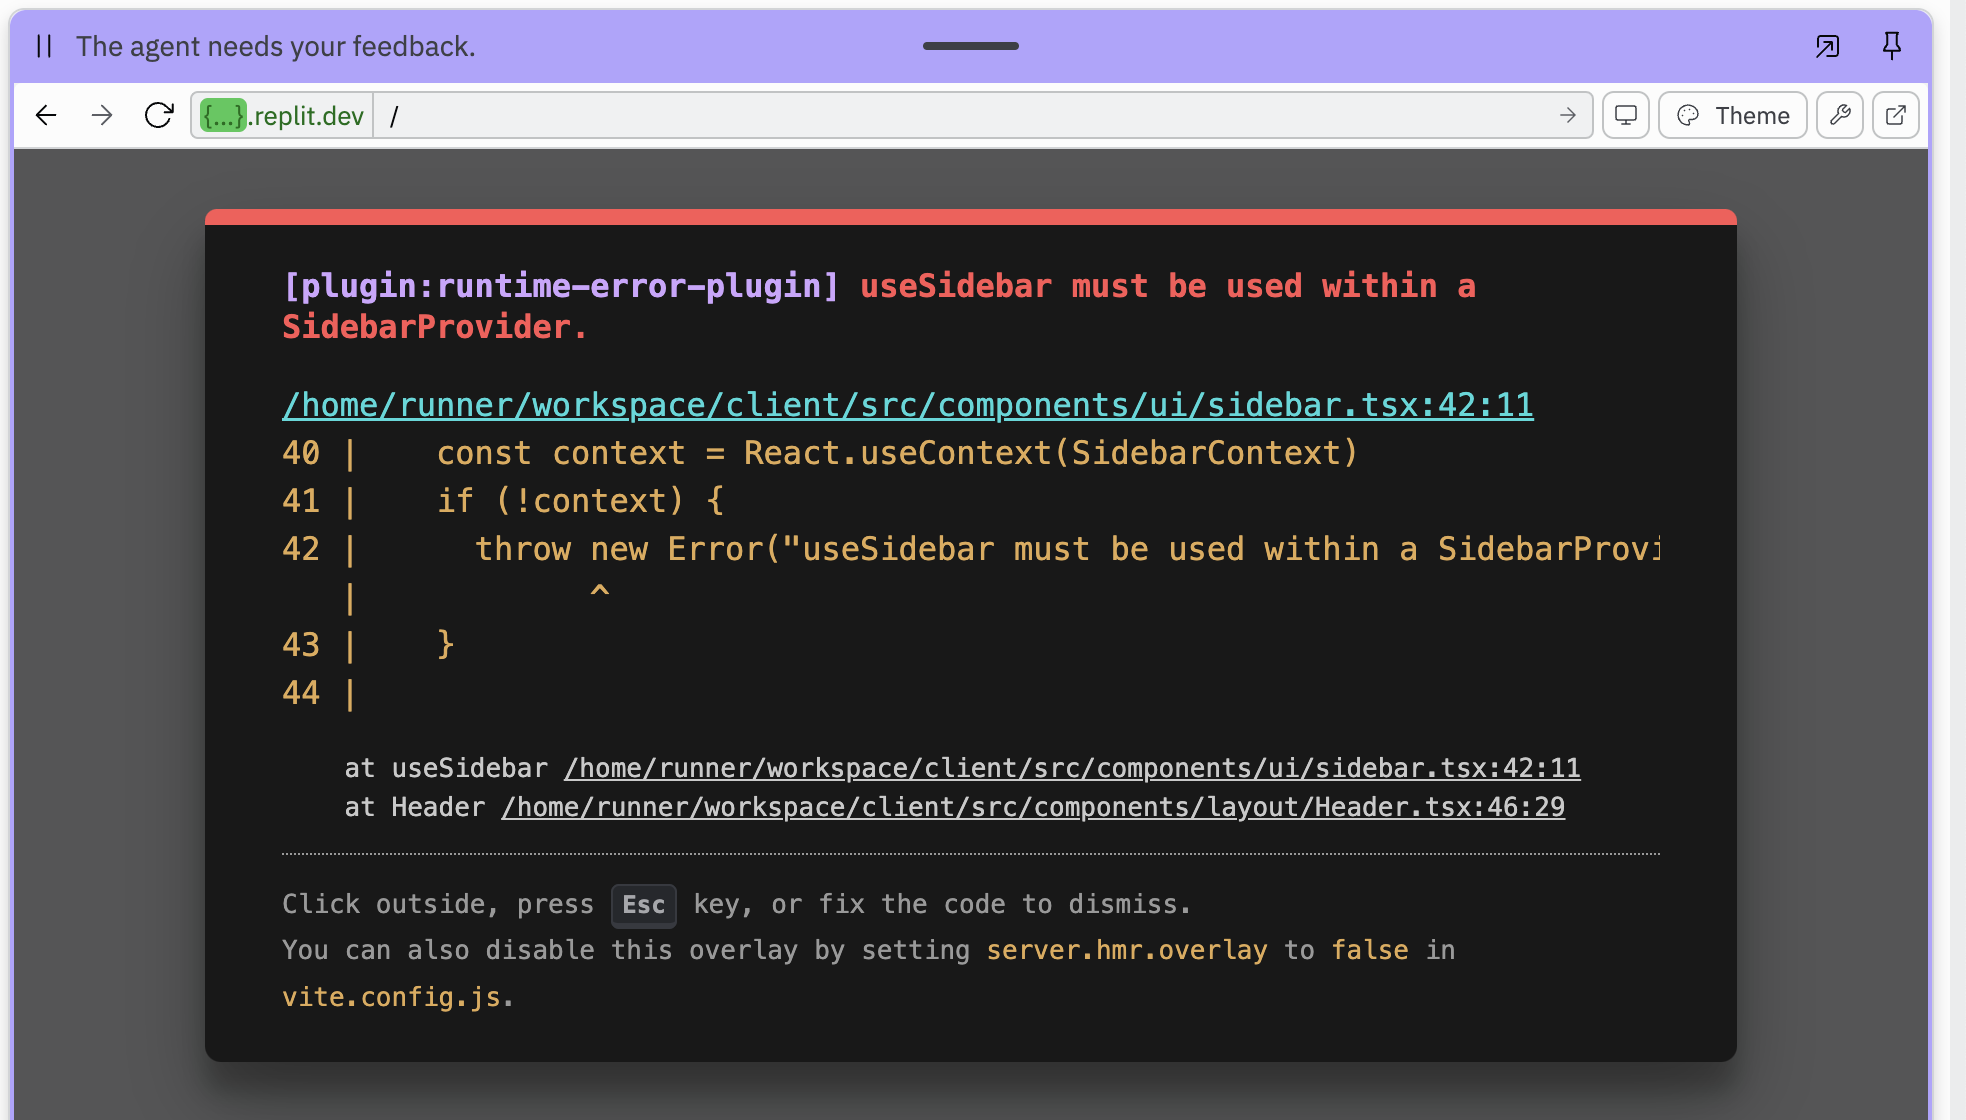 The agent needs your feedback.
{...}.replit.dev /
Theme
[plugin:runtime-error-plugin] useSidebar must be used within a
SidebarProvider.
/home/runner/workspace/client/src/components/ui/sidebar.tsx:42:11
40 |    const context = React.useContext(SidebarContext)
41 |    if (!context) {
42 |      throw new Error("useSidebar must be used within a SidebarProvi
   |            ^
43 |    }
44 |
at useSidebar /home/runner/workspace/client/src/components/ui/sidebar.tsx:42:11
at Header /home/runner/workspace/client/src/components/layout/Header.tsx:46:29
Click outside, press Esc key, or fix the code to dismiss.
You can also disable this overlay by setting server.hmr.overlay to false in
vite.config.js.